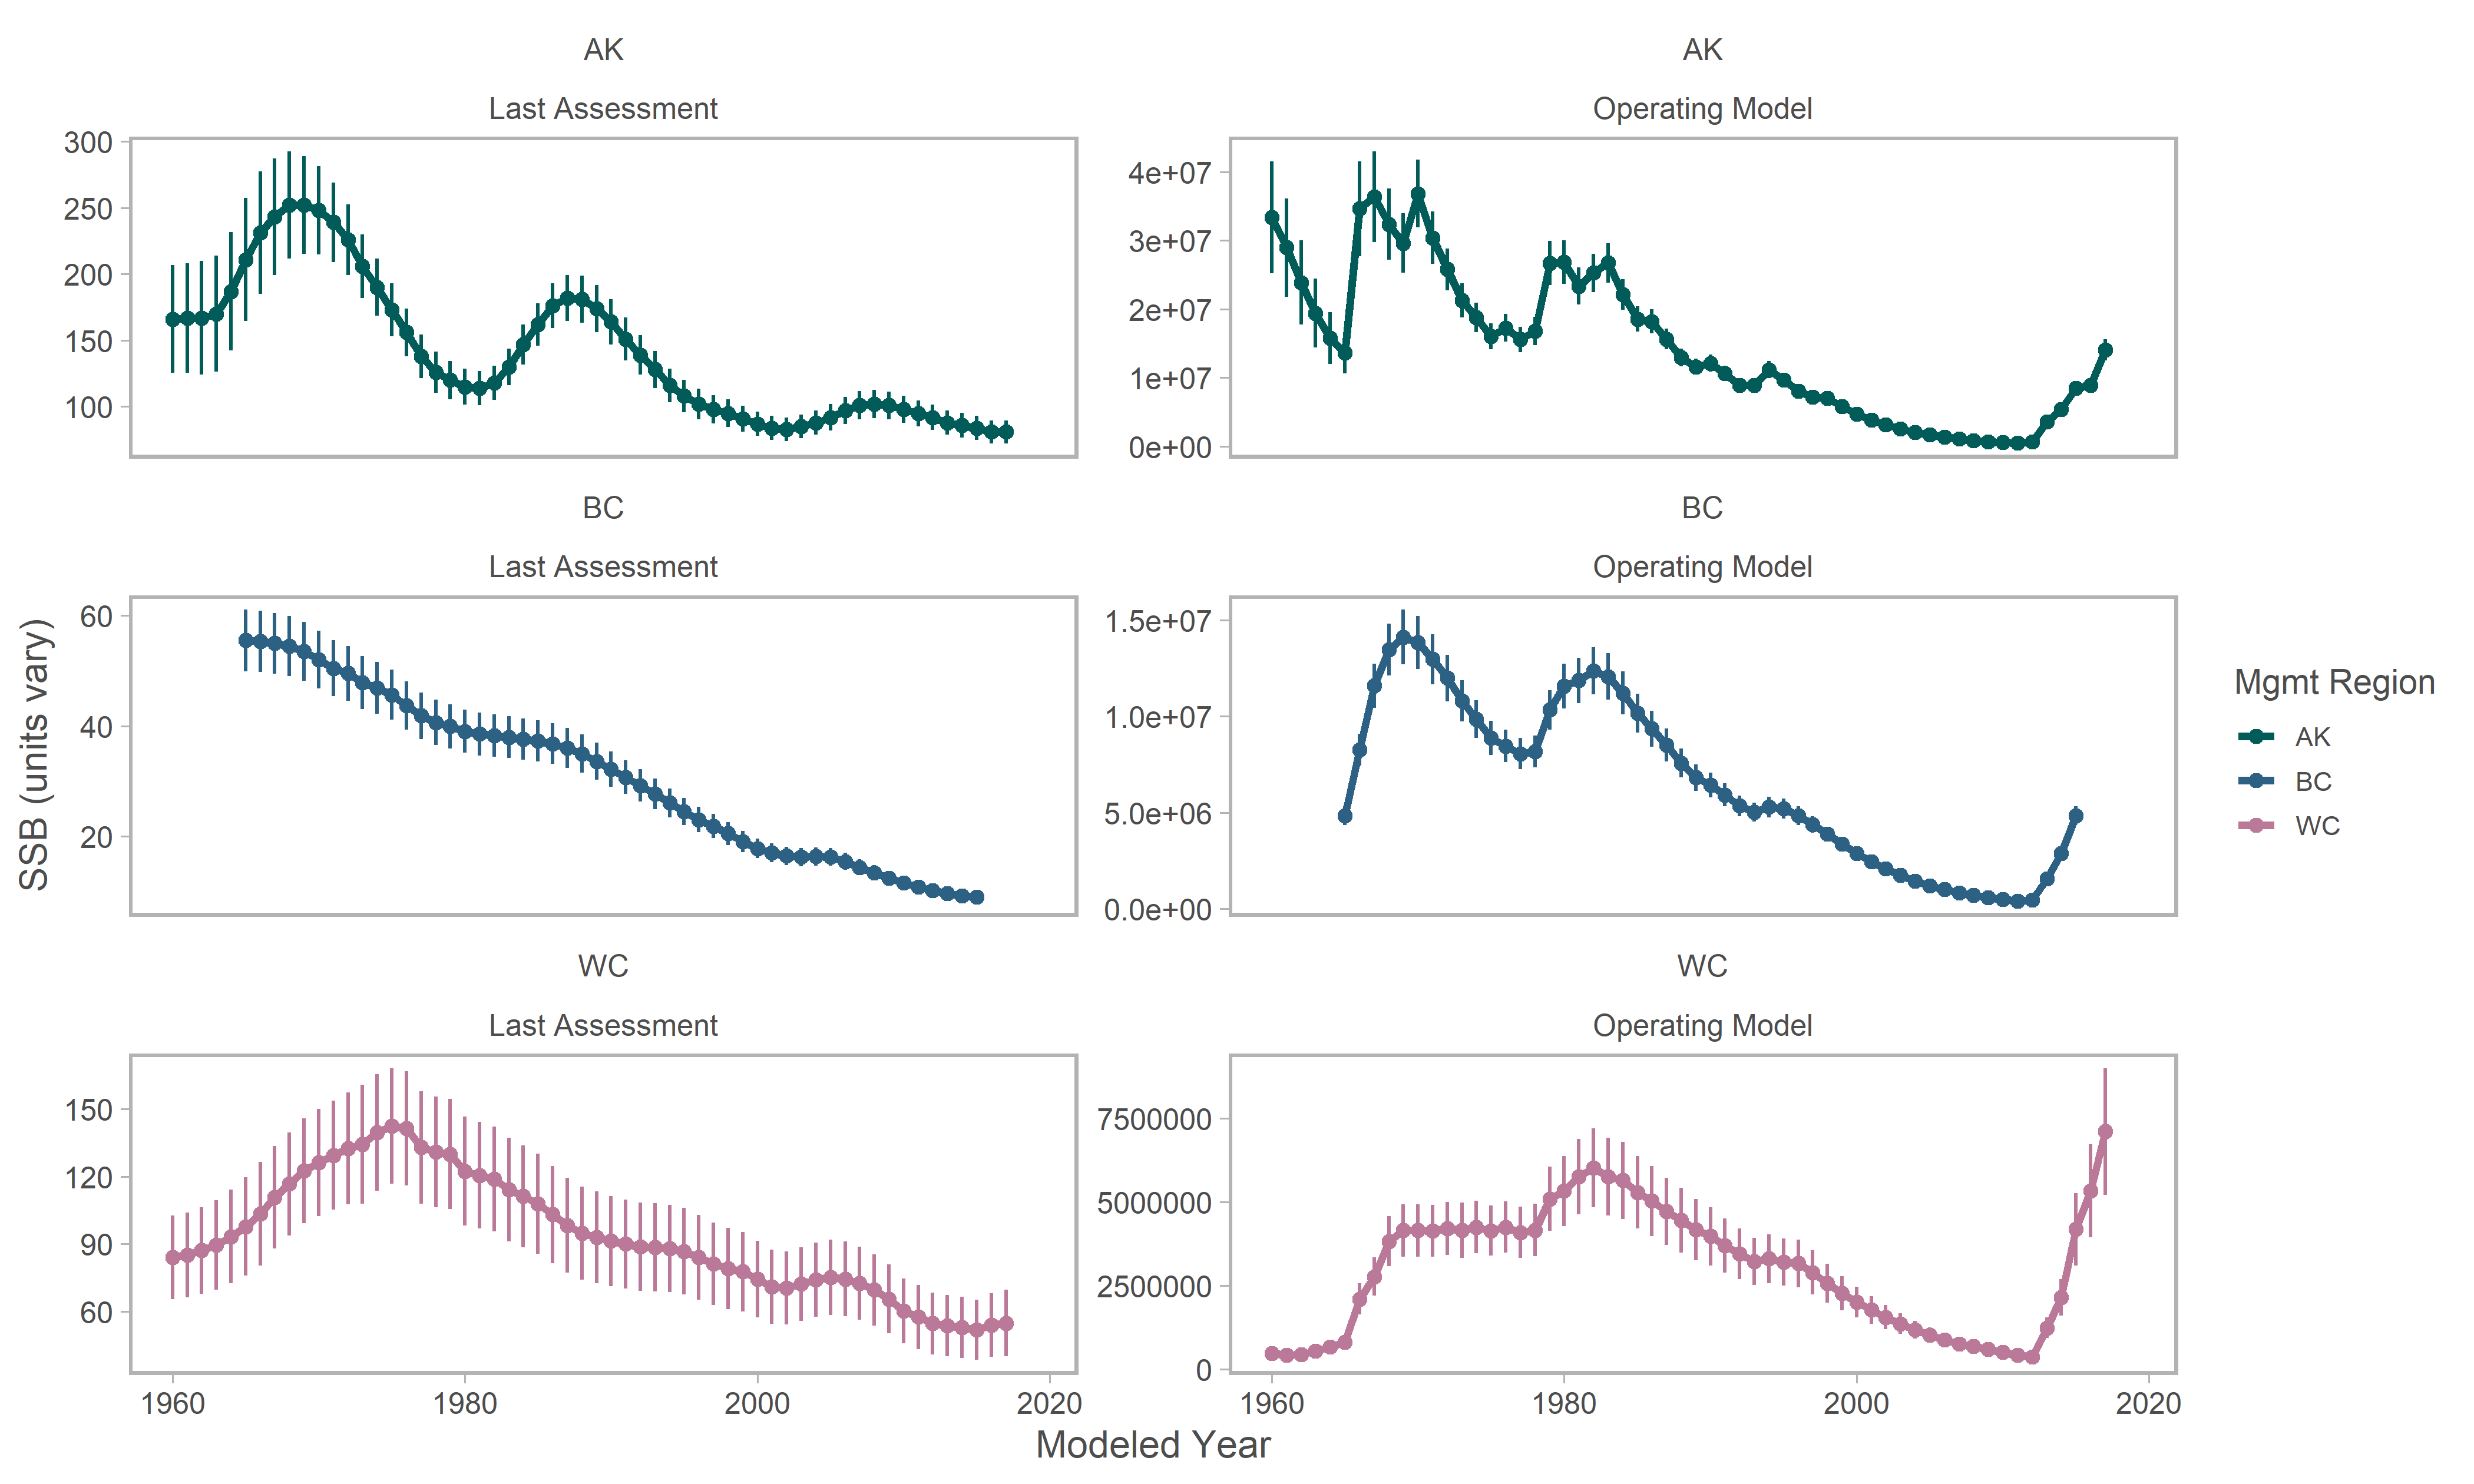 AK
Last Assessment
300
250
200
150
100
AK
Operating Model
4e+07
3e+07
2e+07
1e+07
0e+00
BC
Last Assessment
60
40
20
BC
Operating Model
1.5e+07
1.0e+07
5.0e+06
0.0e+00
WC
Last Assessment
150
120
90
60
1960
1980
2000
2020
WC
Operating Model
7500000
5000000
2500000
0
1960
1980
2000
2020
SSB (units vary)
Modeled Year
Mgmt Region
AK
BC
WC